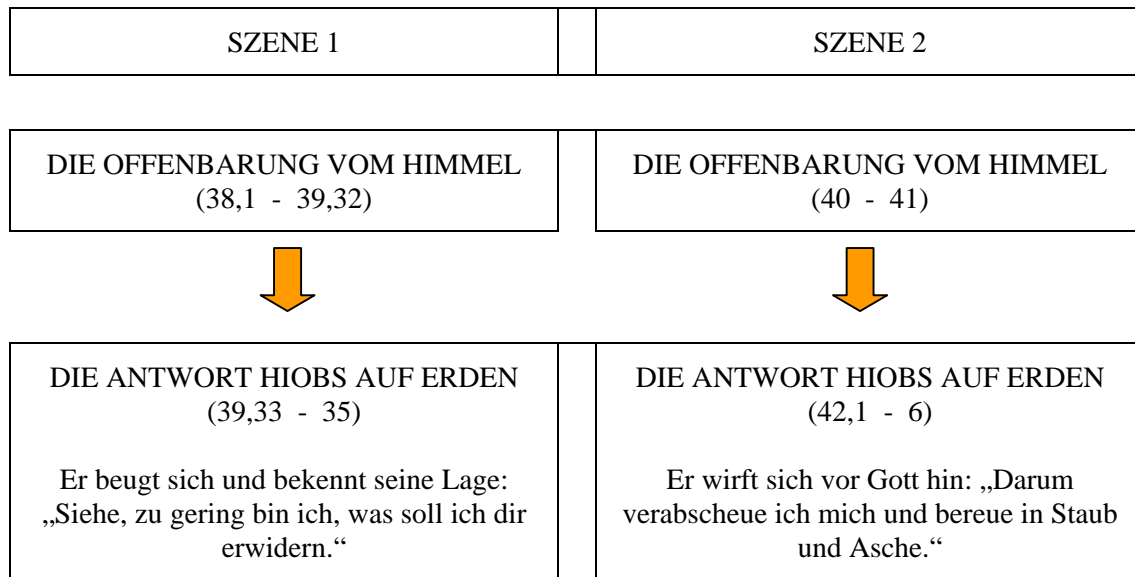 SZENE 1
SZENE 2
DIE OFFENBARUNG VOM HIMMEL
(38,1 - 39,32)
DIE OFFENBARUNG VOM HIMMEL
(40 - 41)
DIE ANTWORT HIOBS AUF ERDEN
(39,33 - 35)
Er beugt sich und bekennt seine Lage:
„Siehe, zu gering bin ich, was soll ich dir
erwidern.“
DIE ANTWORT HIOBS AUF ERDEN
(42,1 - 6)
Er wirft sich vor Gott hin: „Darum
verabscheue ich mich und bereue in Staub
und Asche.“